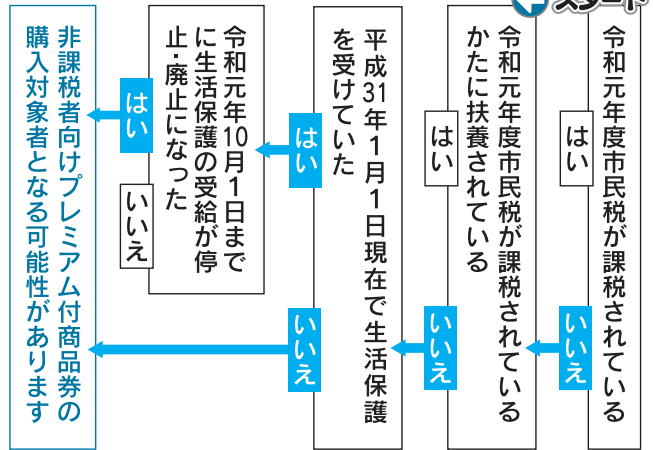 スタート
令和元年度市民税が課税されている
はい
いいえ
令和元年度市民税が課税されている
かたに扶養されている
はい
いいえ
平成31年1月1日現在で生活保護
を受けていた
はい
いいえ
令和元年10月1日まで
に生活保護の受給が停
止・廃止になった
はい
いいえ
非課税者向けプレミアム付商品券の
購入対象者となる可能性があります